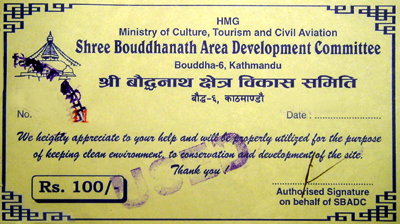 HMG
Ministry of Culture, Tourism and Civil Aviation
Shree Bouddhanath Area Development Committee
Bouddha-6, Kathmandu
श्री बौद्धनाथ क्षेत्र विकास समिति
बौद्ध-६, काठमाण्डौ
No.
Date :
We heighty appreciate to your help and will be properly utilized for the purpose
of keeping clean environment, to conservation and development of the site.
Thank you !
USED
Rs. 100/-
Authorised Signature
on behalf of SBADC